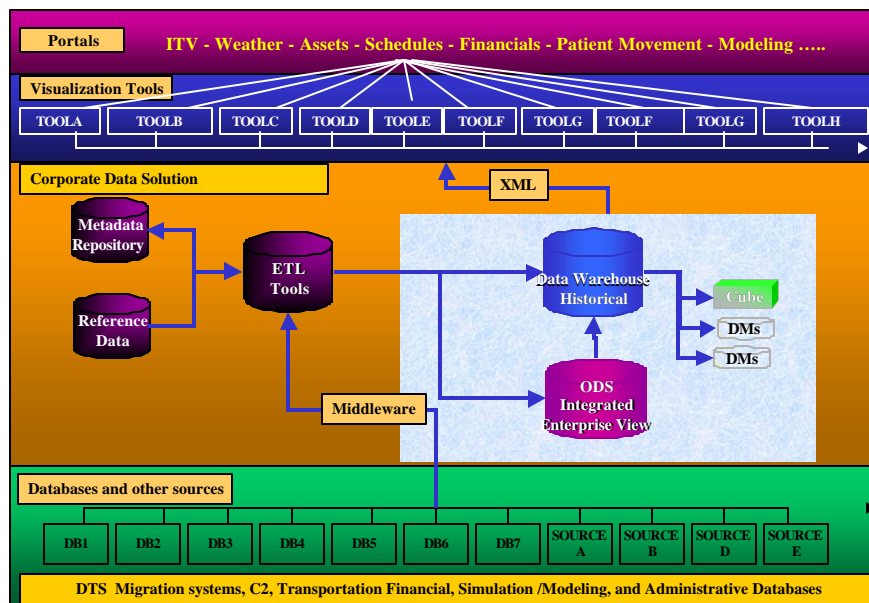 Portals
ITV - Weather - Assets - Schedules - Financials - Patient Movement - Modeling …..
Visualization Tools
TOOLA TOOLB TOOLC TOOLD TOOLE TOOLF TOOLG TOOLF TOOLG TOOLH
Corporate Data Solution
XML
Metadata
Repository
ETL
Tools
Reference
Data
Data Warehouse
Historical
Cube
DMs
DMs
ODS
Integrated
Enterprise View
Middleware
Databases and other sources
DB1 DB2 DB3 DB4 DB5 DB6 DB7
SOURCE
A
SOURCE
B
SOURCE
D
SOURCE
E
DTS Migration systems, C2, Transportation Financial, Simulation /Modeling, and Administrative Databases